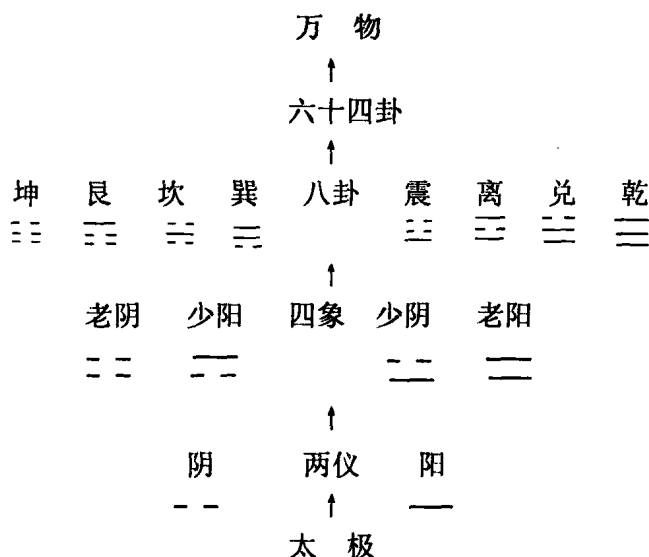 万 物
六十四卦
坤 艮 坎 巽 八卦 震 离 兑 乾
老阴 少阳 四象 少阴 老阳
阴 两仪 阳
太 极